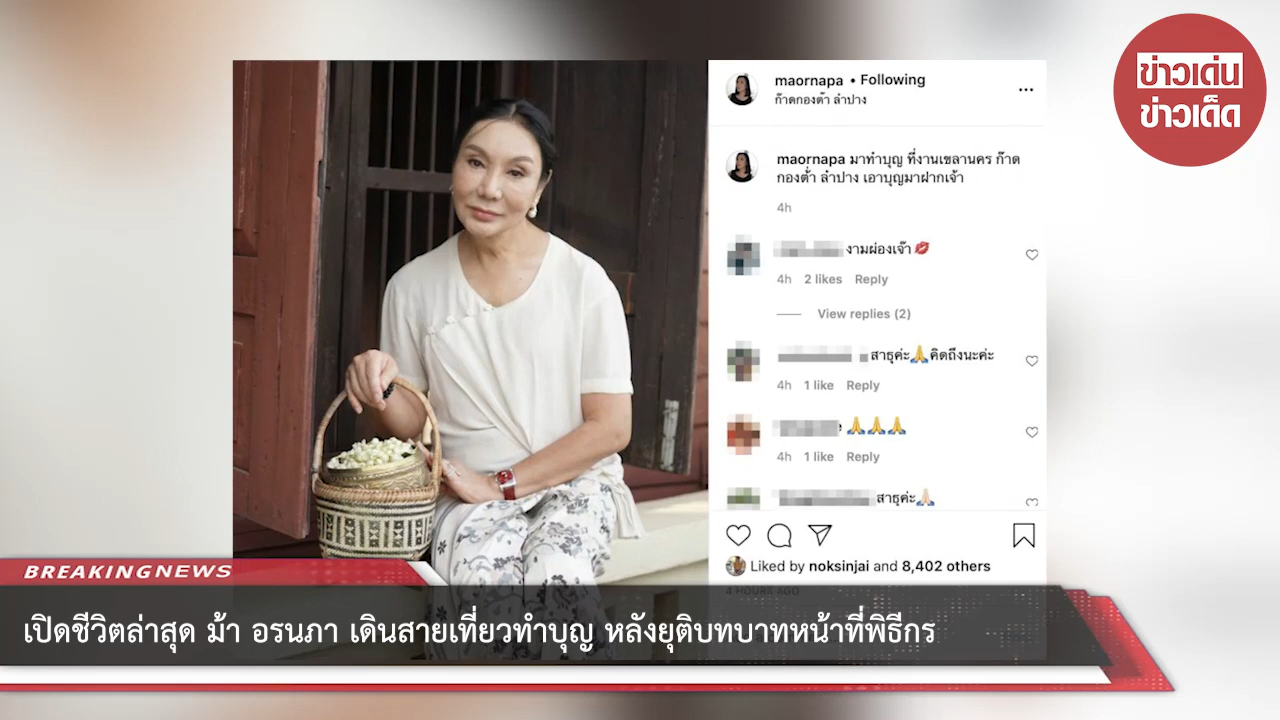 ข่าวเด่น
ข่าวเด็ด
maornapa • Following
ก๊าดกองต้า ลำปาง
maornapa มาทำบุญ ที่งานเขลานคร ก๊าด
กองต้ำ ลำปาง เอาบุญมาฝากเจ้า
4h
งามผ่องเจ๊า💋
4h 2 likes Reply
View replies (2)
สาธุค่ะ🙏คิดถึงนะค่ะ
4h 1 like Reply
🙏🙏🙏
4h 1 like Reply
สาธุค่ะ🙏🏻
Liked by noksinjai and 8,402 others
4 HOURS AGO
BREAKING NEWS
เปิดชีวิตล่าสุด ม้า อรนภา เดินสายเที่ยวทำบุญ หลังยุติบทบาทหน้าที่พิธีกร